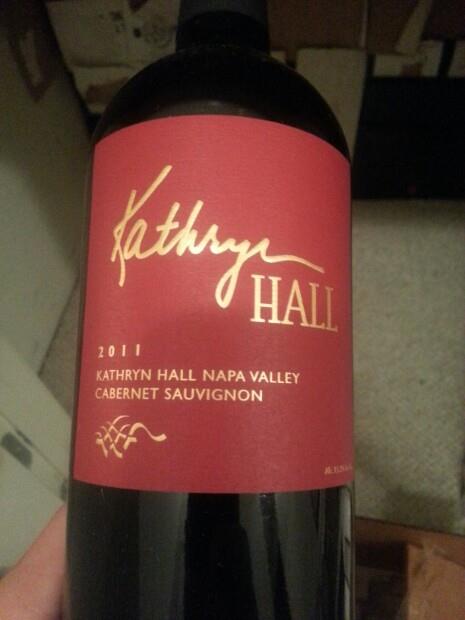 Kathryn
HALL
2011
KATHRYN HALL NAPA VALLEY
CABERNET SAUVIGNON